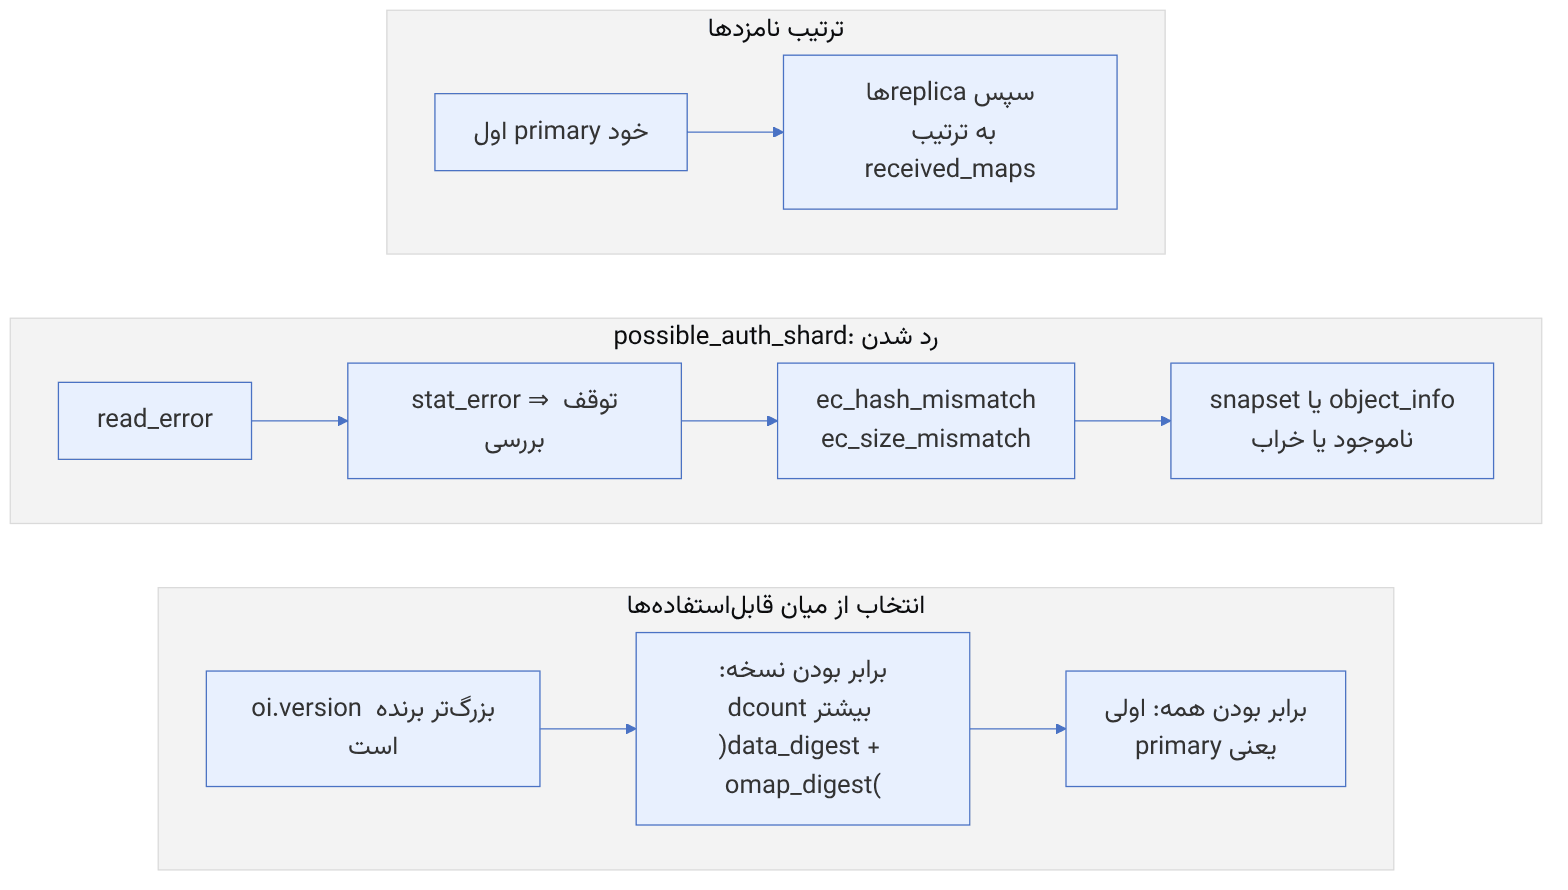 ترتیب نامزدها
اول primary خود
سپس replicaها
به ترتیب
received_maps
possible_auth_shard: رد شدن
read_error
stat_error ⇒ توقف
بررسی
ec_hash_mismatch
ec_size_mismatch
snapset یا object_info
ناموجود یا خراب
انتخاب از میان قابل‌استفاده‌ها
oi.version بزرگ‌تر برنده
است
برابر بودن نسخه:
dcount بیشتر
(data_digest +
omap_digest)
برابر بودن همه: اولی
یعنی primary